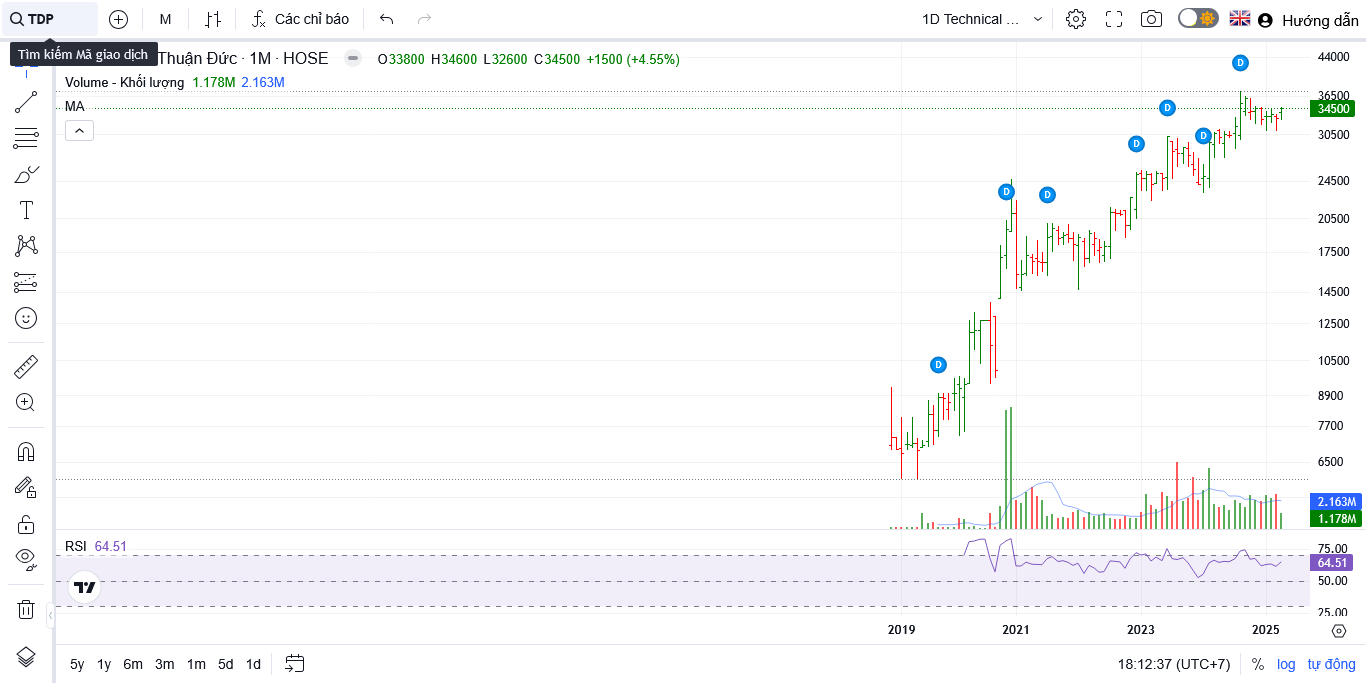 TDP M Các chỉ báo 1D Technical ... Hướng dẫn
Tìm kiếm Mã giao dịch
Thuận Đức · 1M · HOSE O33800 H34600 L32600 C34500 +1500 (+4.55%)
Volume - Khối lượng 1.178M 2.163M
MA
44000
36500
34500
30500
24500
20500
17500
14500
12500
10500
8900
7700
6500
2.163M
1.178M
D
D
D
D
D
D
D
D
RSI 64.51
75.00
64.51
50.00
25.00
2019 2021 2023 2025
5y 1y 6m 3m 1m 5d 1d 18:12:37 (UTC+7) % log tự động